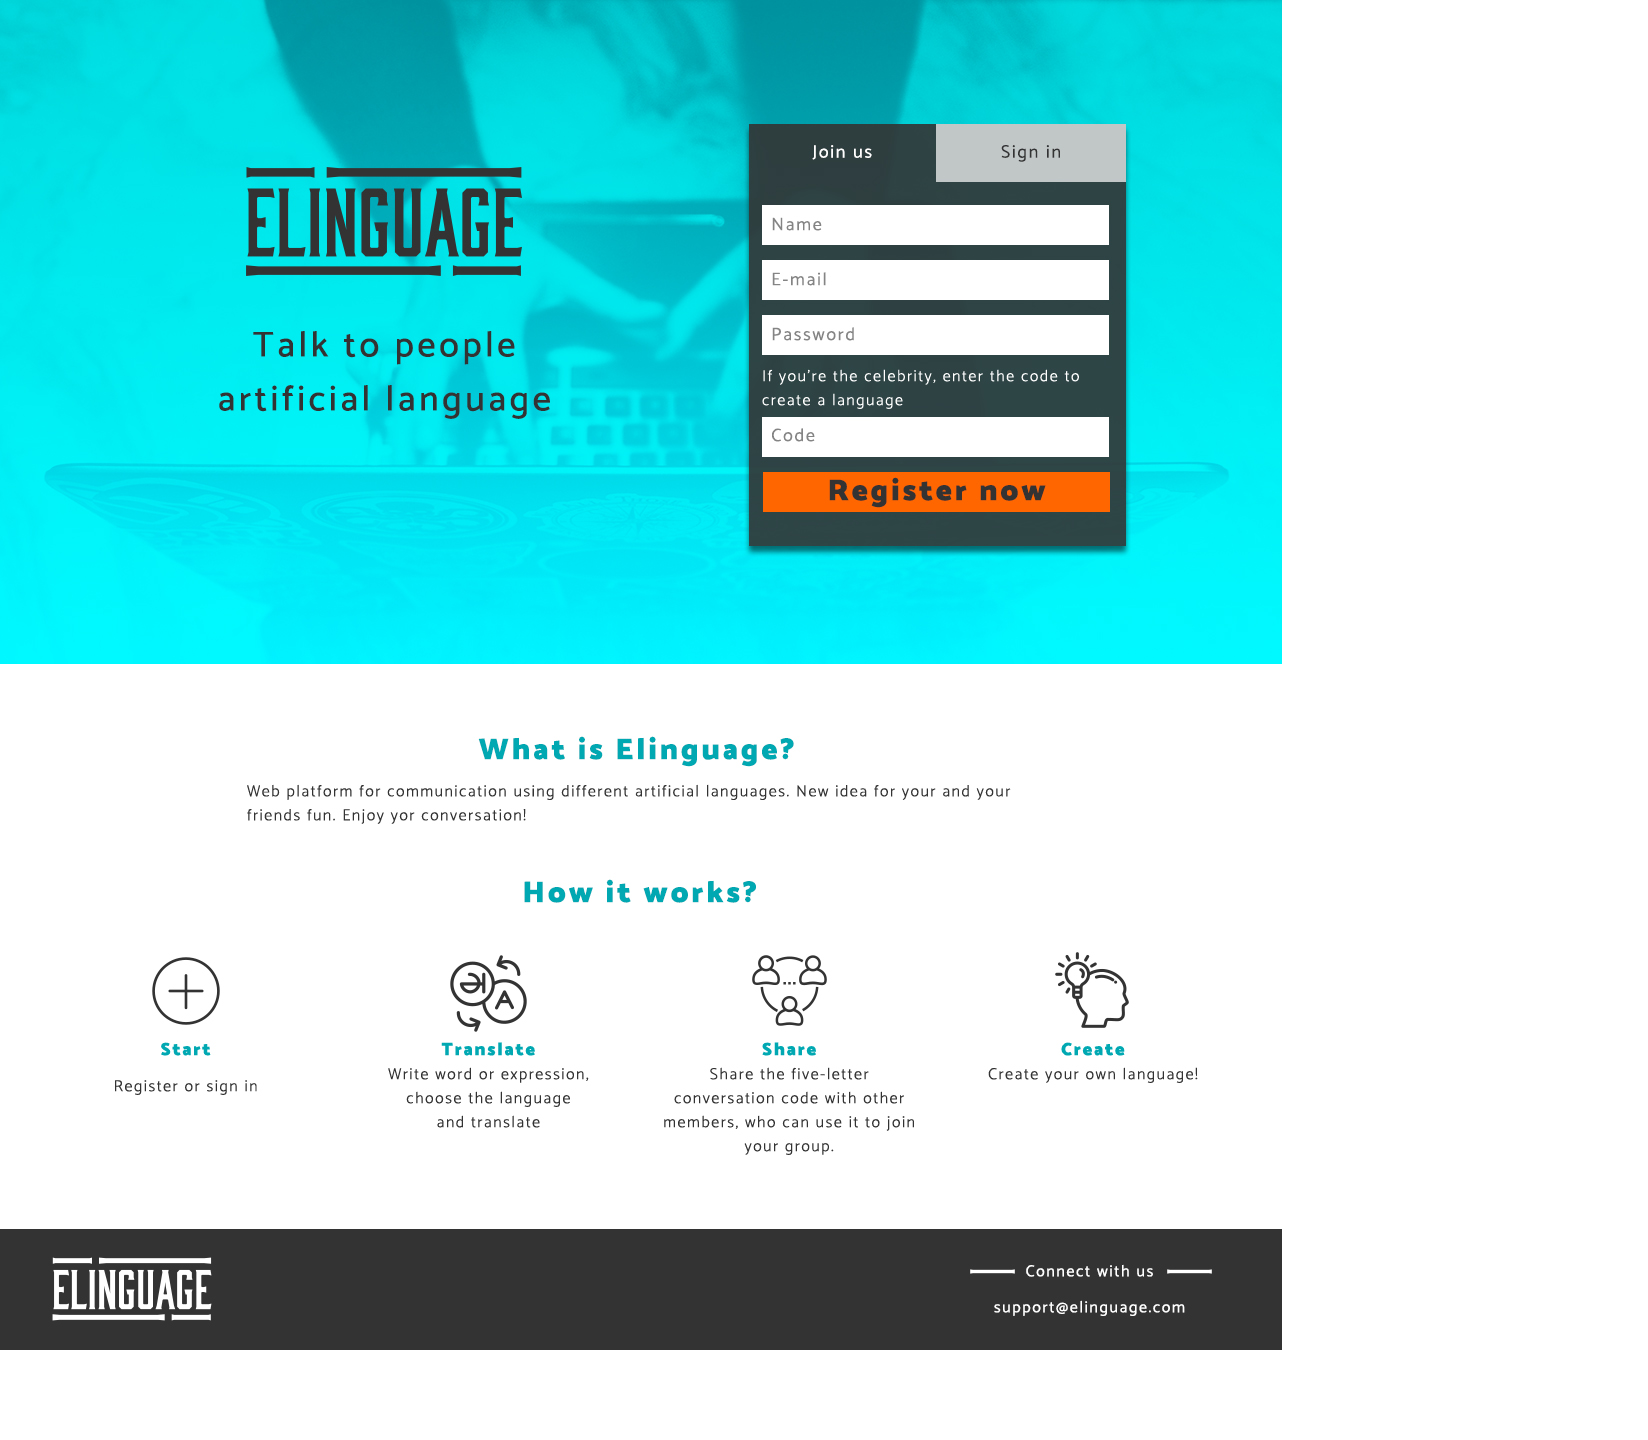 ELINGUAGE
Talk to people
artificial language
Join us
Sign in
Name
E-mail
Password
If you're the celebrity, enter the code to
create a language
Code
Register now
What is Elinguage?
Web platform for communication using different artificial languages. New idea for your and your
friends fun. Enjoy yor conversation!
How it works?
A
Start
Register or sign in
Translate
Write word or expression,
choose the language
and translate
...
Share
Share the five-letter
conversation code with other
members, who can use it to join
your group.
Create
Create your own language!
ELINGUAGE
Connect with us
support@elinguage.com